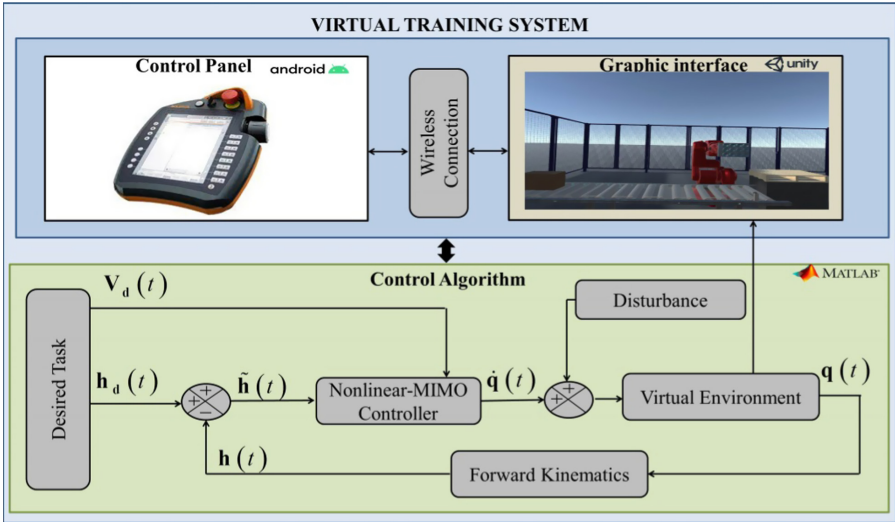 VIRTUAL TRAINING SYSTEM
Control Panel
android
Wireless
Connection
Graphic interface
unity
Control Algorithm
MATLAB®
Desired Task
V_d (t)
Disturbance
h_d (t)
+
+
−
h̃ (t)
Nonlinear-MIMO
Controller
q̇ (t)
+
+
Virtual Environment
q (t)
h (t)
Forward Kinematics